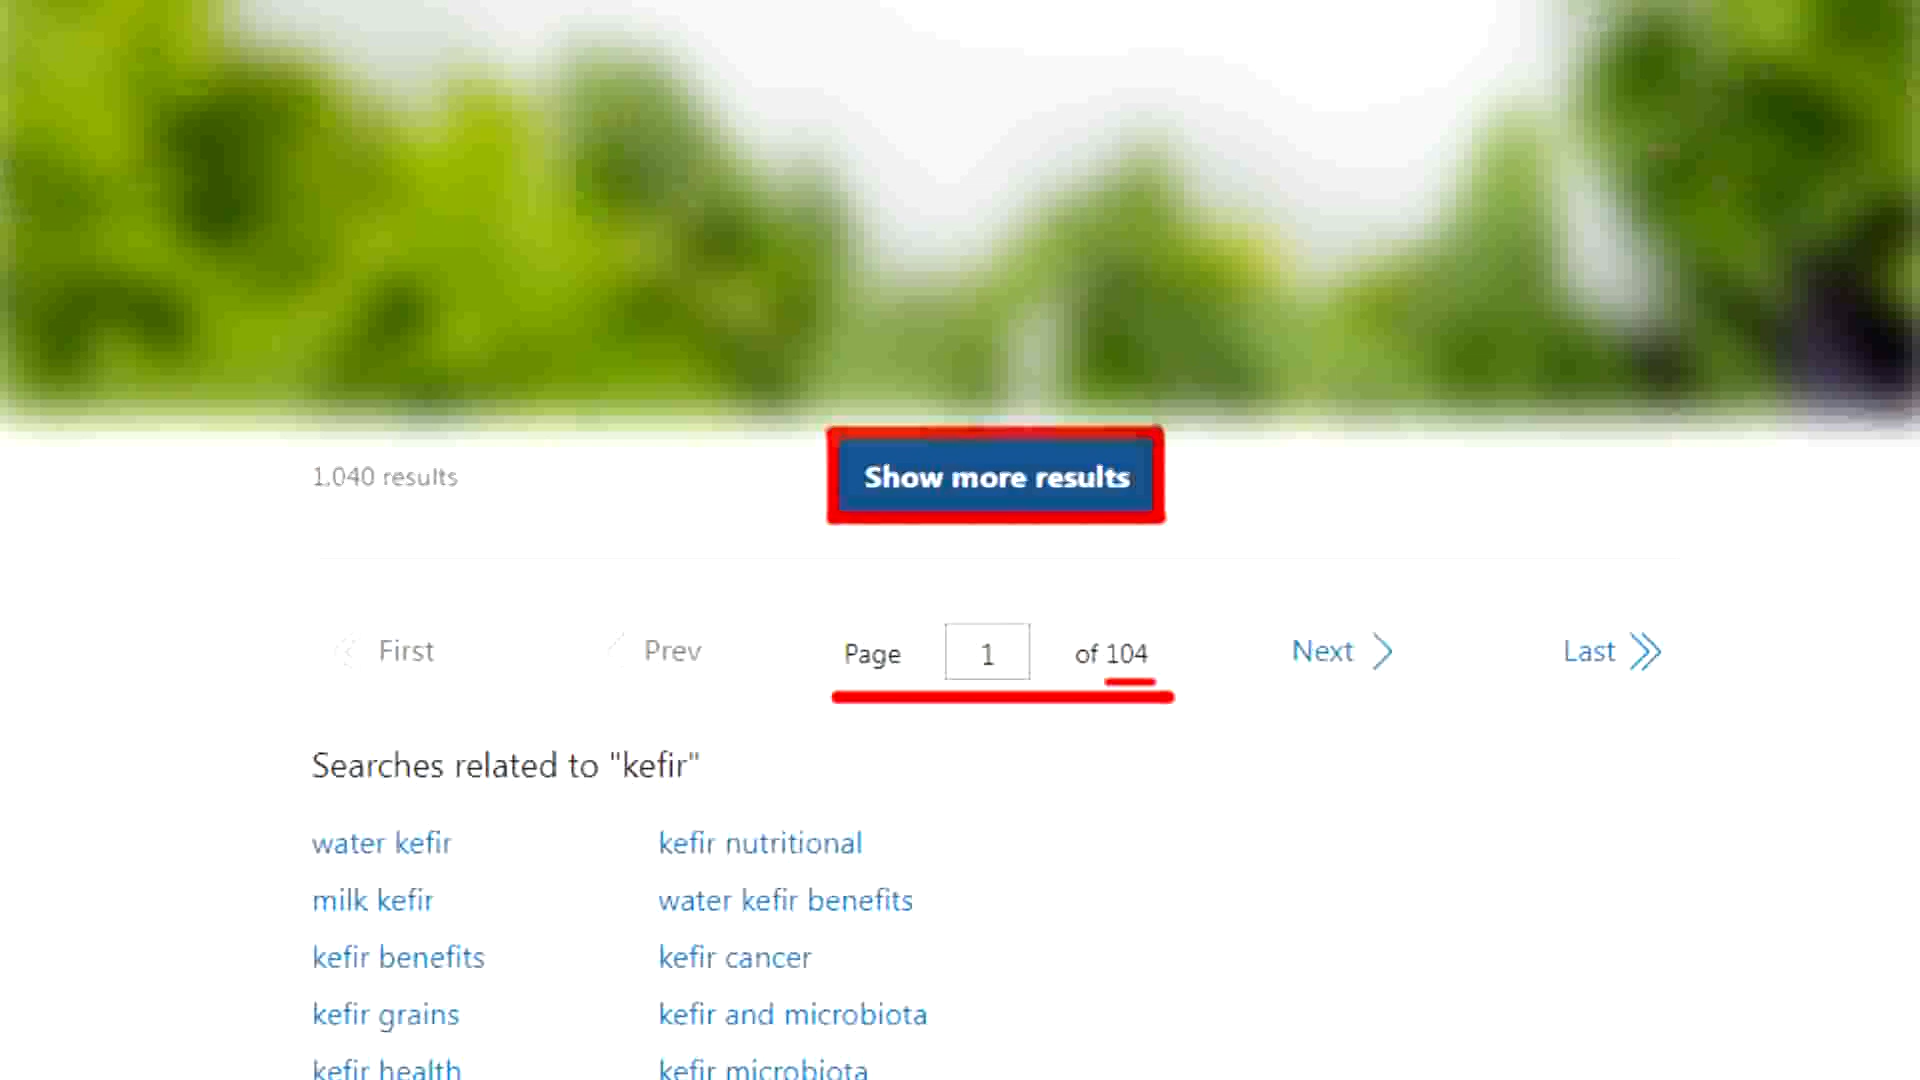 1,040 results
Show more results
First Prev Page 1 of 104 Next Last
Searches related to "kefir"
water kefir kefir nutritional
milk kefir water kefir benefits
kefir benefits kefir cancer
kefir grains kefir and microbiota
kefir health kefir microbiota